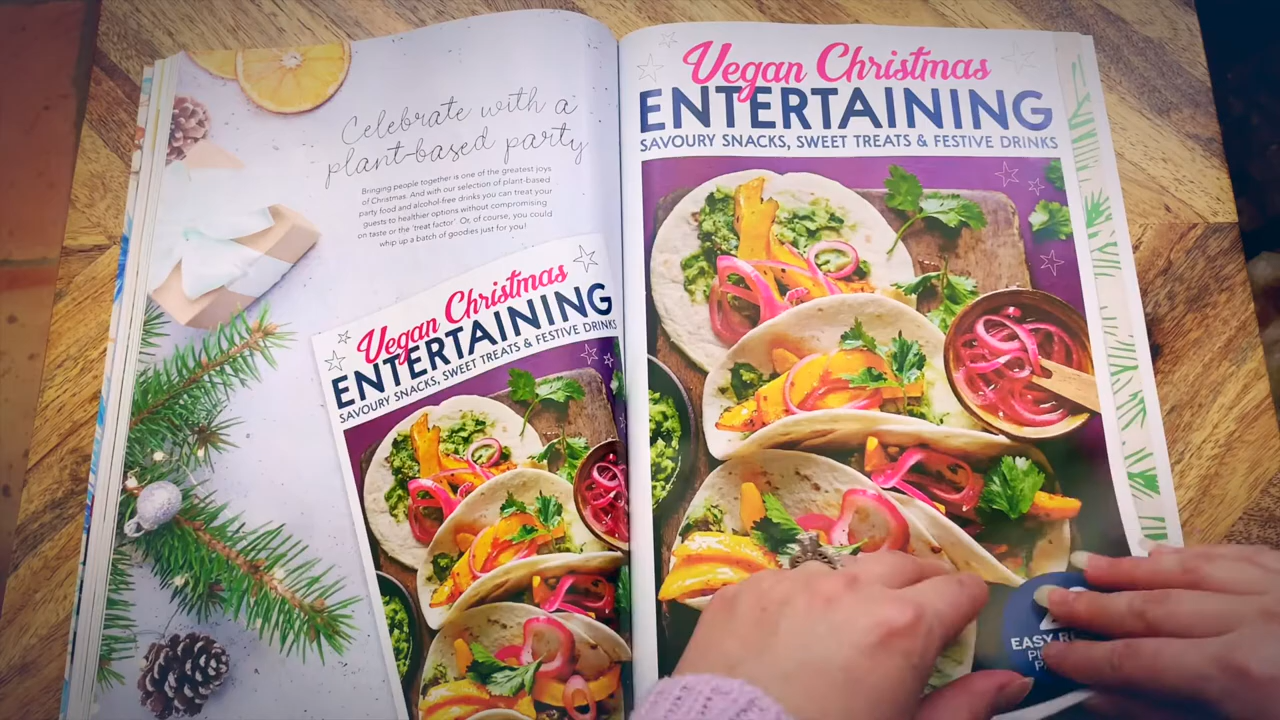 Celebrate with a
plant-based party
Bringing people together is one of the greatest joys
of Christmas. And with our selection of plant-based
party food and alcohol-free drinks you can treat your
guests to healthier options without compromising
on taste or the 'treat factor'. Or, of course, you could
whip up a batch of goodies just for you!
Vegan Christmas
ENTERTAINING
SAVOURY SNACKS, SWEET TREATS & FESTIVE DRINKS
Vegan Christmas
ENTERTAINING
SAVOURY SNACKS, SWEET TREATS & FESTIVE DRINKS
EASY